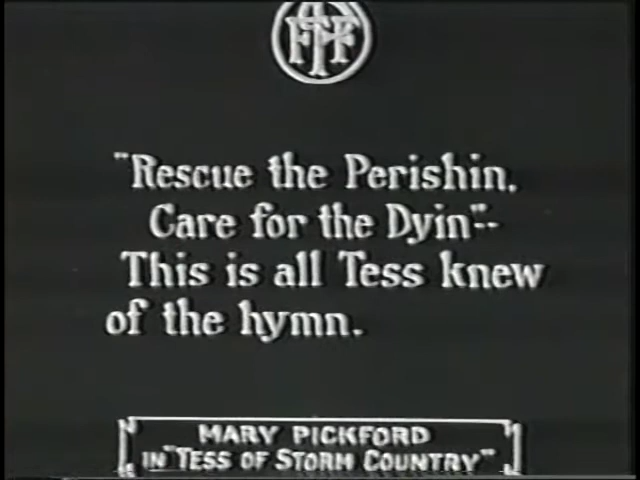 "Rescue the Perishin,
Care for the Dyin"--
This is all Tess knew
of the hymn.
MARY PICKFORD
IN "TESS OF STORM COUNTRY"